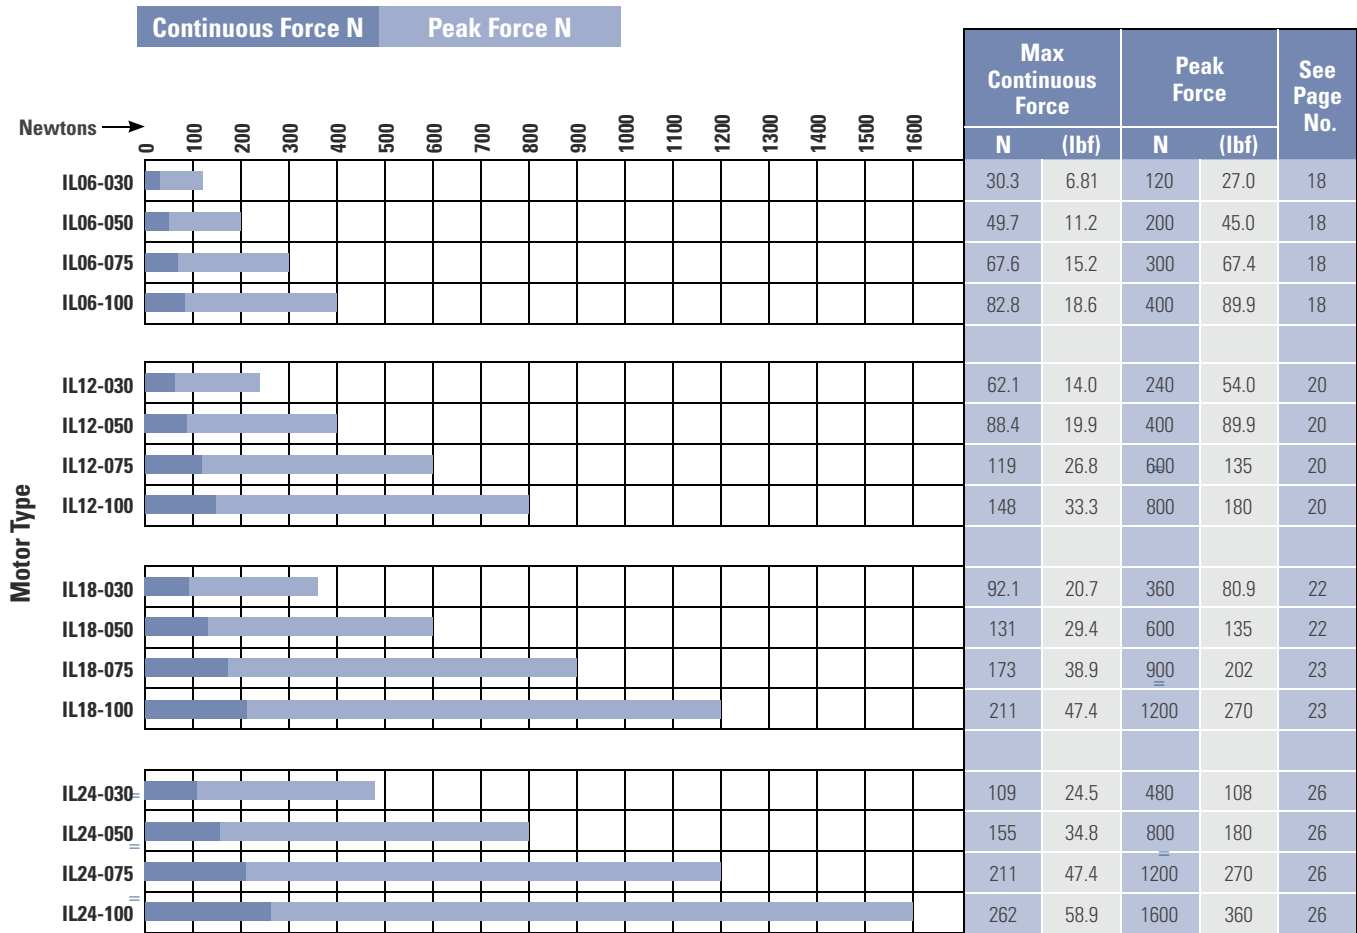 Continuous Force N Peak Force N
Max Continuous Force Peak Force See Page No.
Newtons 0 100 200 300 400 500 600 700 800 900 1000 1100 1200 1300 1400 1500 1600 N (lbf) N (lbf)
Motor Type
IL06-030 30.3 6.81 120 27.0 18
IL06-050 49.7 11.2 200 45.0 18
IL06-075 67.6 15.2 300 67.4 18
IL06-100 82.8 18.6 400 89.9 18
IL12-030 62.1 14.0 240 54.0 20
IL12-050 88.4 19.9 400 89.9 20
IL12-075 119 26.8 600 135 20
IL12-100 148 33.3 800 180 20
IL18-030 92.1 20.7 360 80.9 22
IL18-050 131 29.4 600 135 22
IL18-075 173 38.9 900 202 23
IL18-100 211 47.4 1200 270 23
IL24-030 109 24.5 480 108 26
IL24-050 155 34.8 800 180 26
IL24-075 211 47.4 1200 270 26
IL24-100 262 58.9 1600 360 26